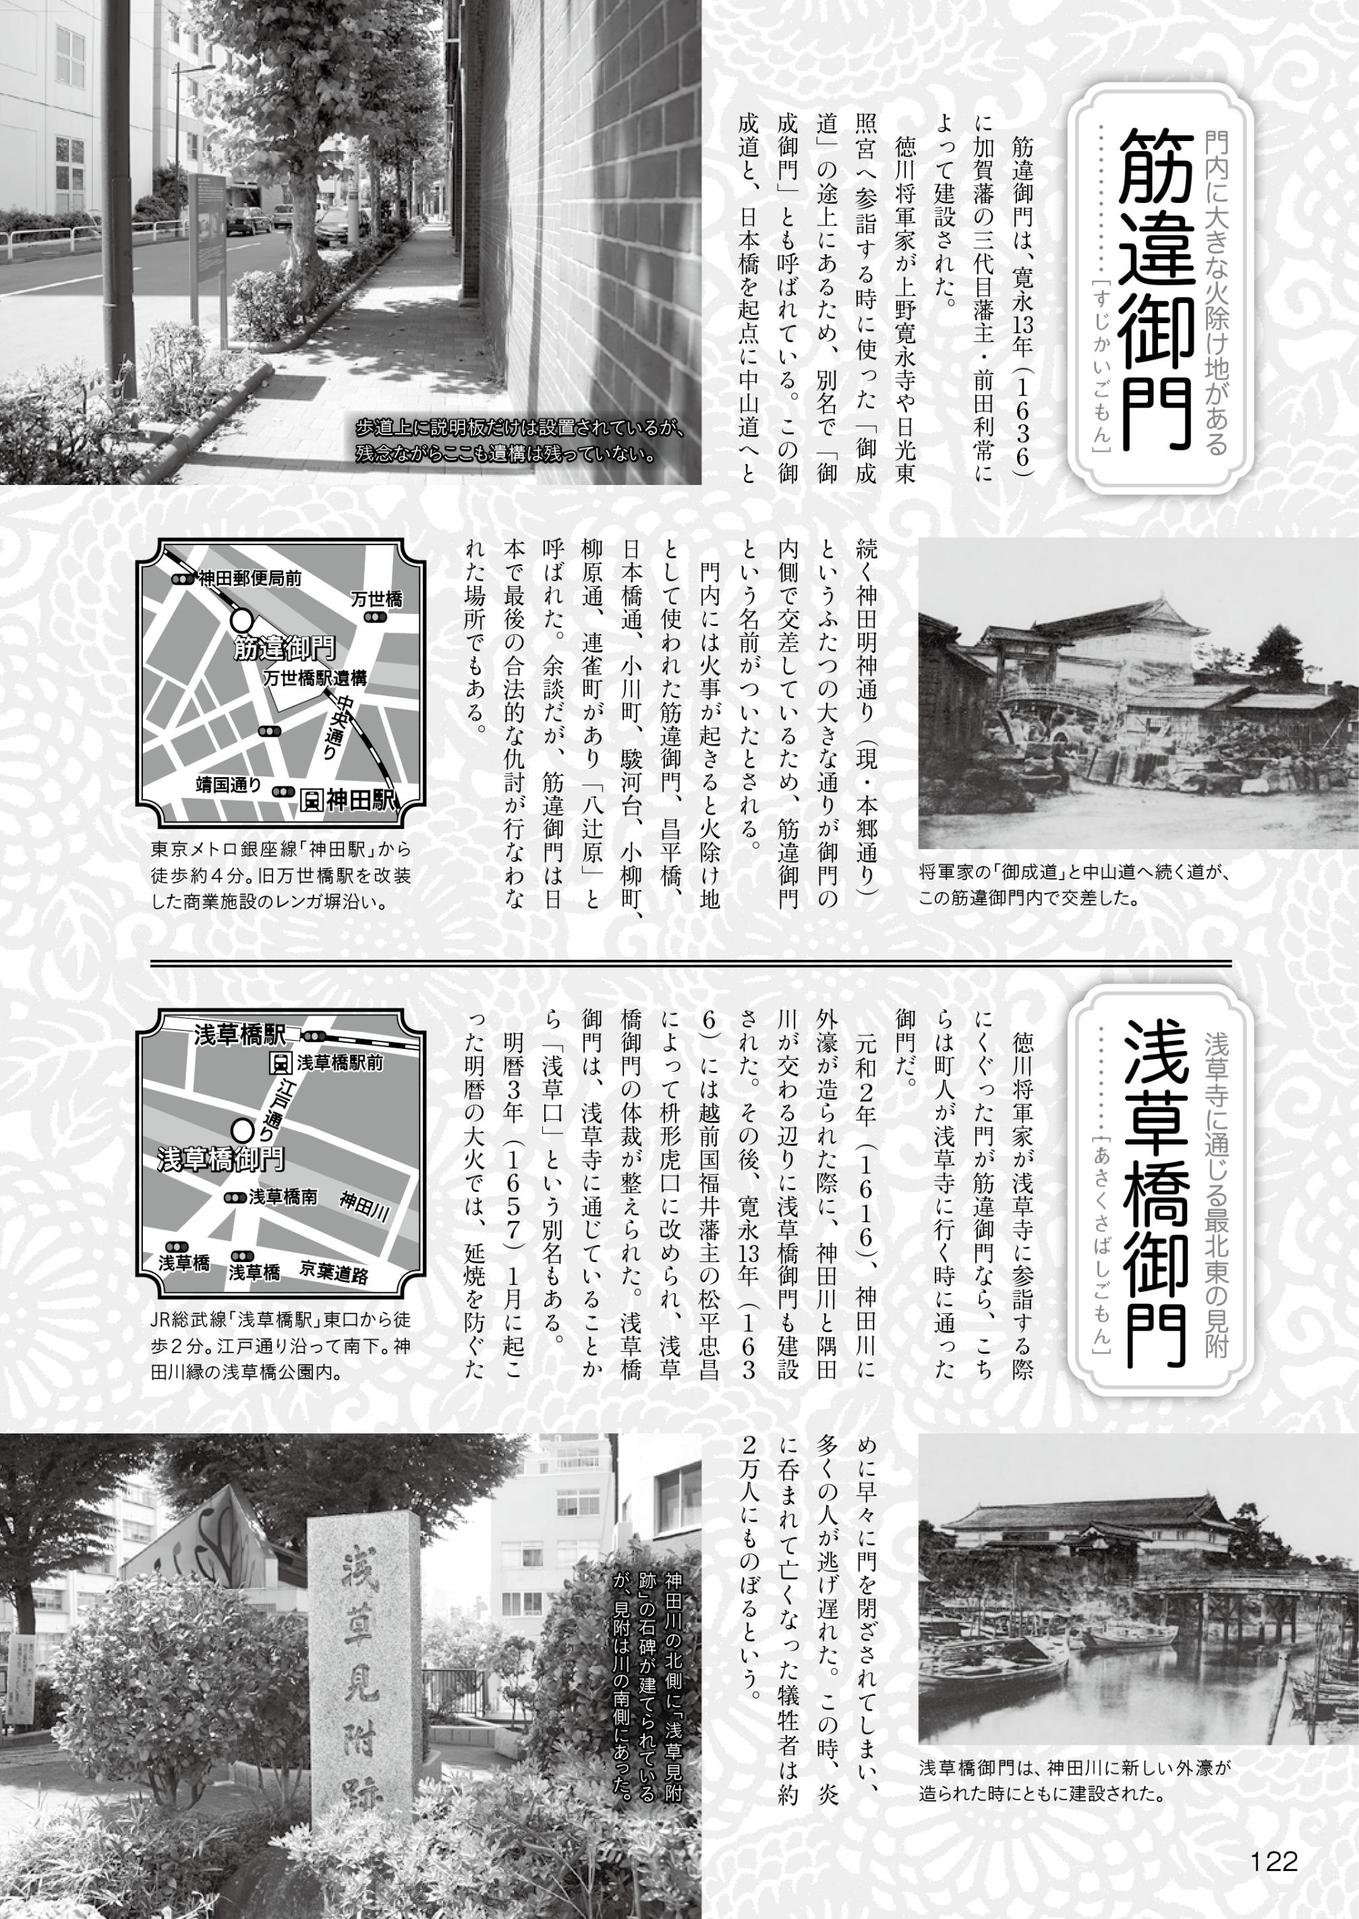 門内に大きな火除け地がある
筋違御門
[すじかいごもん]
筋違御門は、寛永13年（1636）
に加賀藩の三代目藩主・前田利常に
よって建設された。
徳川将軍家が上野寛永寺や日光東
照宮へ参詣する時に使った「御成
道」の途上にあるため、別名で「御
成御門」とも呼ばれている。この御
成道と、日本橋を起点に中山道へと
歩道上に説明板だけは設置されているが、
残念ながらここも遺構は残っていない。
将軍家の「御成道」と中山道へ続く道が、
この筋違御門内で交差した。
続く神田明神通り（現・本郷通り）
というふたつの大きな通りが御門の
内側で交差しているため、筋違御門
という名前がついたとされる。
門内には火事が起きると火除け地
として使われた筋違御門、昌平橋、
日本橋通、小川町、駿河台、小柳町、
柳原通、連雀町があり「八辻原」と
呼ばれた。余談だが、筋違御門は日
本で最後の合法的な仇討が行なわな
れた場所でもある。
神田郵便局前
万世橋
筋違御門
万世橋駅遺構
中央通り
靖国通り
神田駅
東京メトロ銀座線「神田駅」から
徒歩約４分。旧万世橋駅を改装
した商業施設のレンガ塀沿い。
浅草寺に通じる最北東の見附
浅草橋御門
[あさくさばしごもん]
徳川将軍家が浅草寺に参詣する際
にくぐった門が筋違御門なら、こち
らは町人が浅草寺に行く時に通った
御門だ。
元和２年（1616）、神田川に
外濠が造られた際に、神田川と隅田
川が交わる辺りに浅草橋御門も建設
された。その後、寛永13年（163
6）には越前国福井藩主の松平忠昌
によって枡形虎口に改められ、浅草
橋御門の体裁が整えられた。浅草橋
御門は、浅草寺に通じていることか
ら「浅草口」という別名もある。
明暦３年（1657）１月に起こ
った明暦の大火では、延焼を防ぐた
浅草橋駅
浅草橋駅前
江戸通り
浅草橋御門
浅草橋南
神田川
浅草橋
浅草橋
京葉道路
JR総武線「浅草橋駅」東口から徒
歩２分。江戸通り沿って南下。神
田川縁の浅草橋公園内。
浅草橋御門は、神田川に新しい外濠が
造られた時にともに建設された。
めに早々に門を閉ざされてしまい、
多くの人が逃げ遅れた。この時、炎
に呑まれて亡くなった犠牲者は約
２万人にものぼるという。
神田川の北側に「浅草見附
跡」の石碑が建てられている
が、見附は川の南側にあった。
浅草見附跡
122